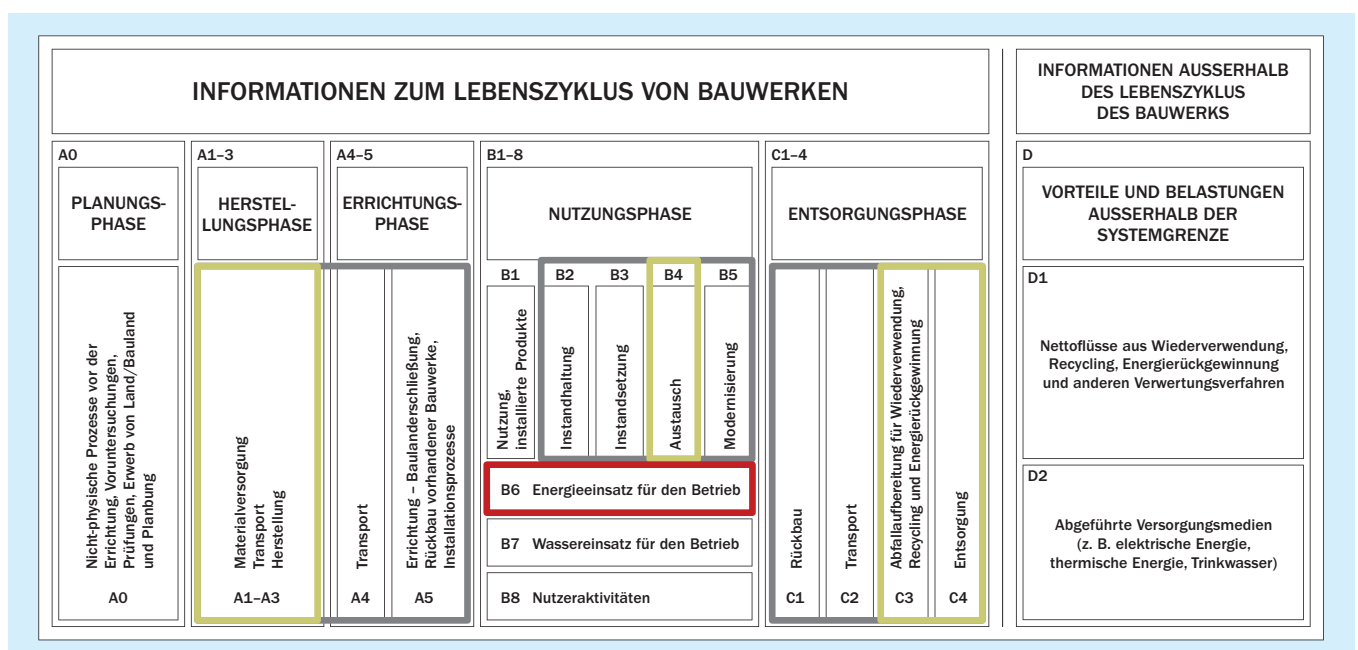 INFORMATIONEN ZUM LEBENSZYKLUS VON BAUWERKEN
INFORMATIONEN AUSSERHALB
DES LEBENSZYKLUS
DES BAUWERKS
A0
PLANUNGS-
PHASE
Nicht-physische Prozesse vor der
Errichtung, Voruntersuchungen,
Prüfungen, Erwerb von Land/Bauland
und Planbung
A0
A1–3
HERSTEL-
LUNGSPHASE
Materialversorgung
Transport
Herstellung
A1–A3
A4–5
ERRICHTUNGS-
PHASE
Transport
A4
Errichtung – Baulanderschließung,
Rückbau vorhandener Bauwerke,
Installationsprozesse
A5
B1–8
NUTZUNGSPHASE
B1
Nutzung,
installierte Produkte
B2
Instandhaltung
B3
Instandsetzung
B4
Austausch
B5
Modernisierung
B6 Energieeinsatz für den Betrieb
B7 Wassereinsatz für den Betrieb
B8 Nutzeraktivitäten
C1–4
ENTSORGUNGSPHASE
Rückbau
C1
Transport
C2
Abfallaufbereitung für Wiederverwendung,
Recycling und Energierückgewinnung
C3
Entsorgung
C4
D
VORTEILE UND BELASTUNGEN
AUSSERHALB DER
SYSTEMGRENZE
D1
Nettoflüsse aus Wiederverwendung,
Recycling, Energierückgewinnung
und anderen Verwertungsverfahren
D2
Abgeführte Versorgungsmedien
(z. B. elektrische Energie,
thermische Energie, Trinkwasser)